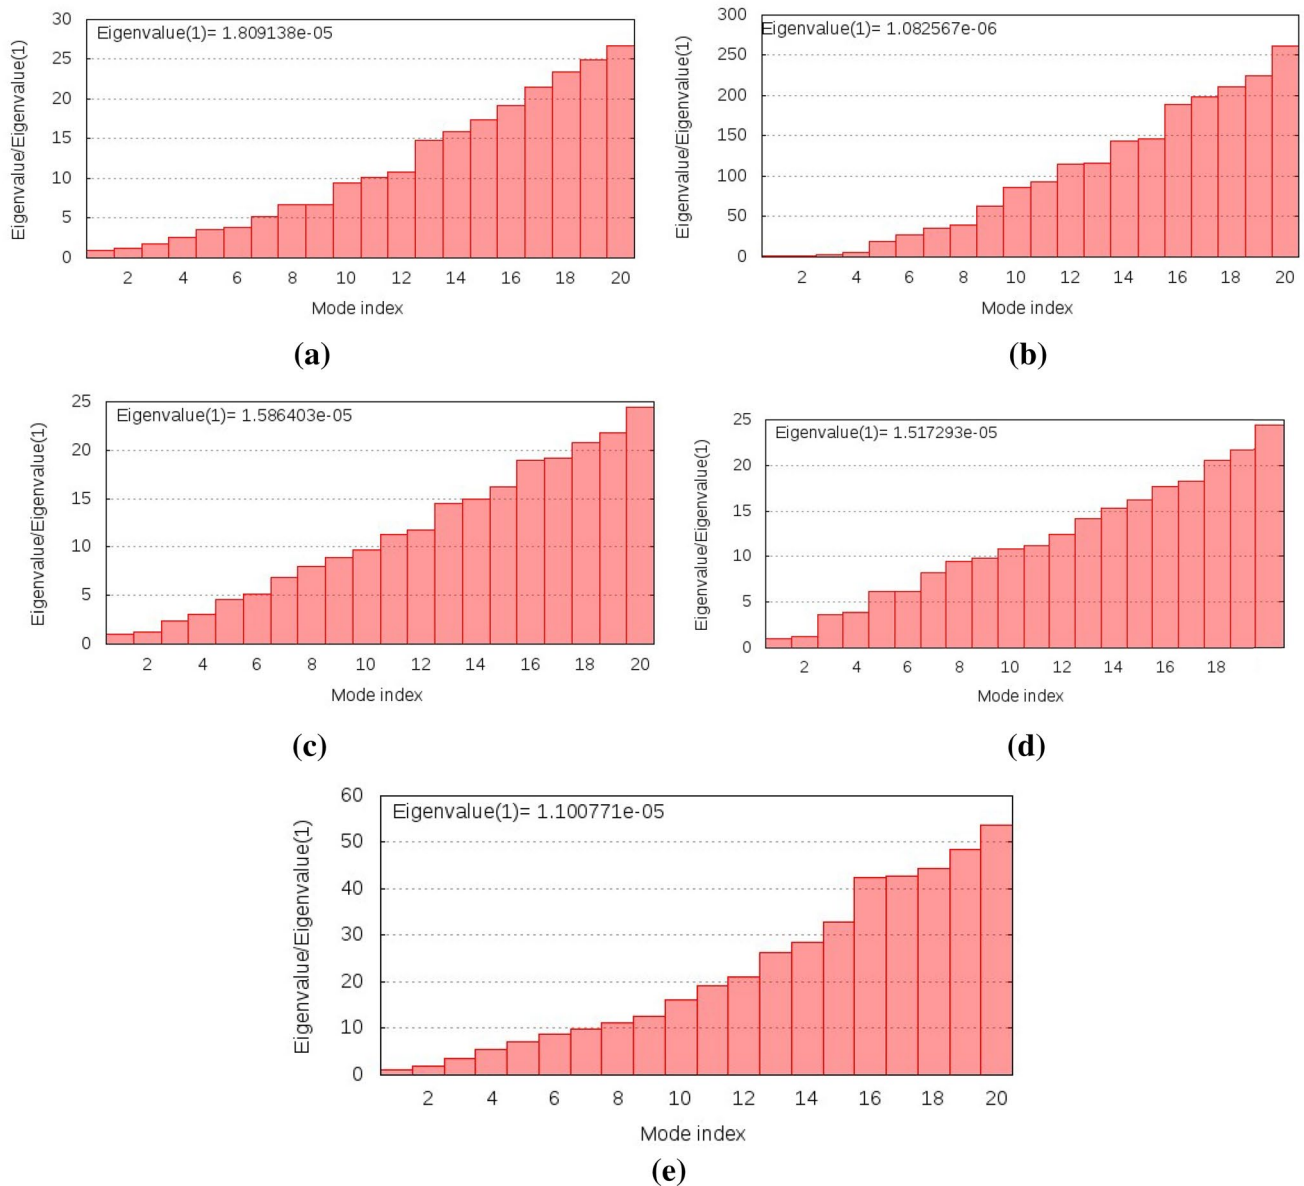 Eigenvalue(1)= 1.809138e-05
Eigenvalue/Eigenvalue(1)
30
25
20
15
10
5
0
2 4 6 8 10 12 14 16 18 20
Mode index
(a)
Eigenvalue(1)= 1.082567e-06
Eigenvalue/Eigenvalue(1)
300
250
200
150
100
50
0
2 4 6 8 10 12 14 16 18 20
Mode index
(b)
Eigenvalue(1)= 1.586403e-05
Eigenvalue/Eigenvalue(1)
25
20
15
10
5
0
2 4 6 8 10 12 14 16 18 20
Mode index
(c)
Eigenvalue(1)= 1.517293e-05
Eigenvalue/Eigenvalue(1)
25
20
15
10
5
0
2 4 6 8 10 12 14 16 18
Mode index
(d)
Eigenvalue(1)= 1.100771e-05
Eigenvalue/Eigenvalue(1)
60
50
40
30
20
10
0
2 4 6 8 10 12 14 16 18 20
Mode index
(e)